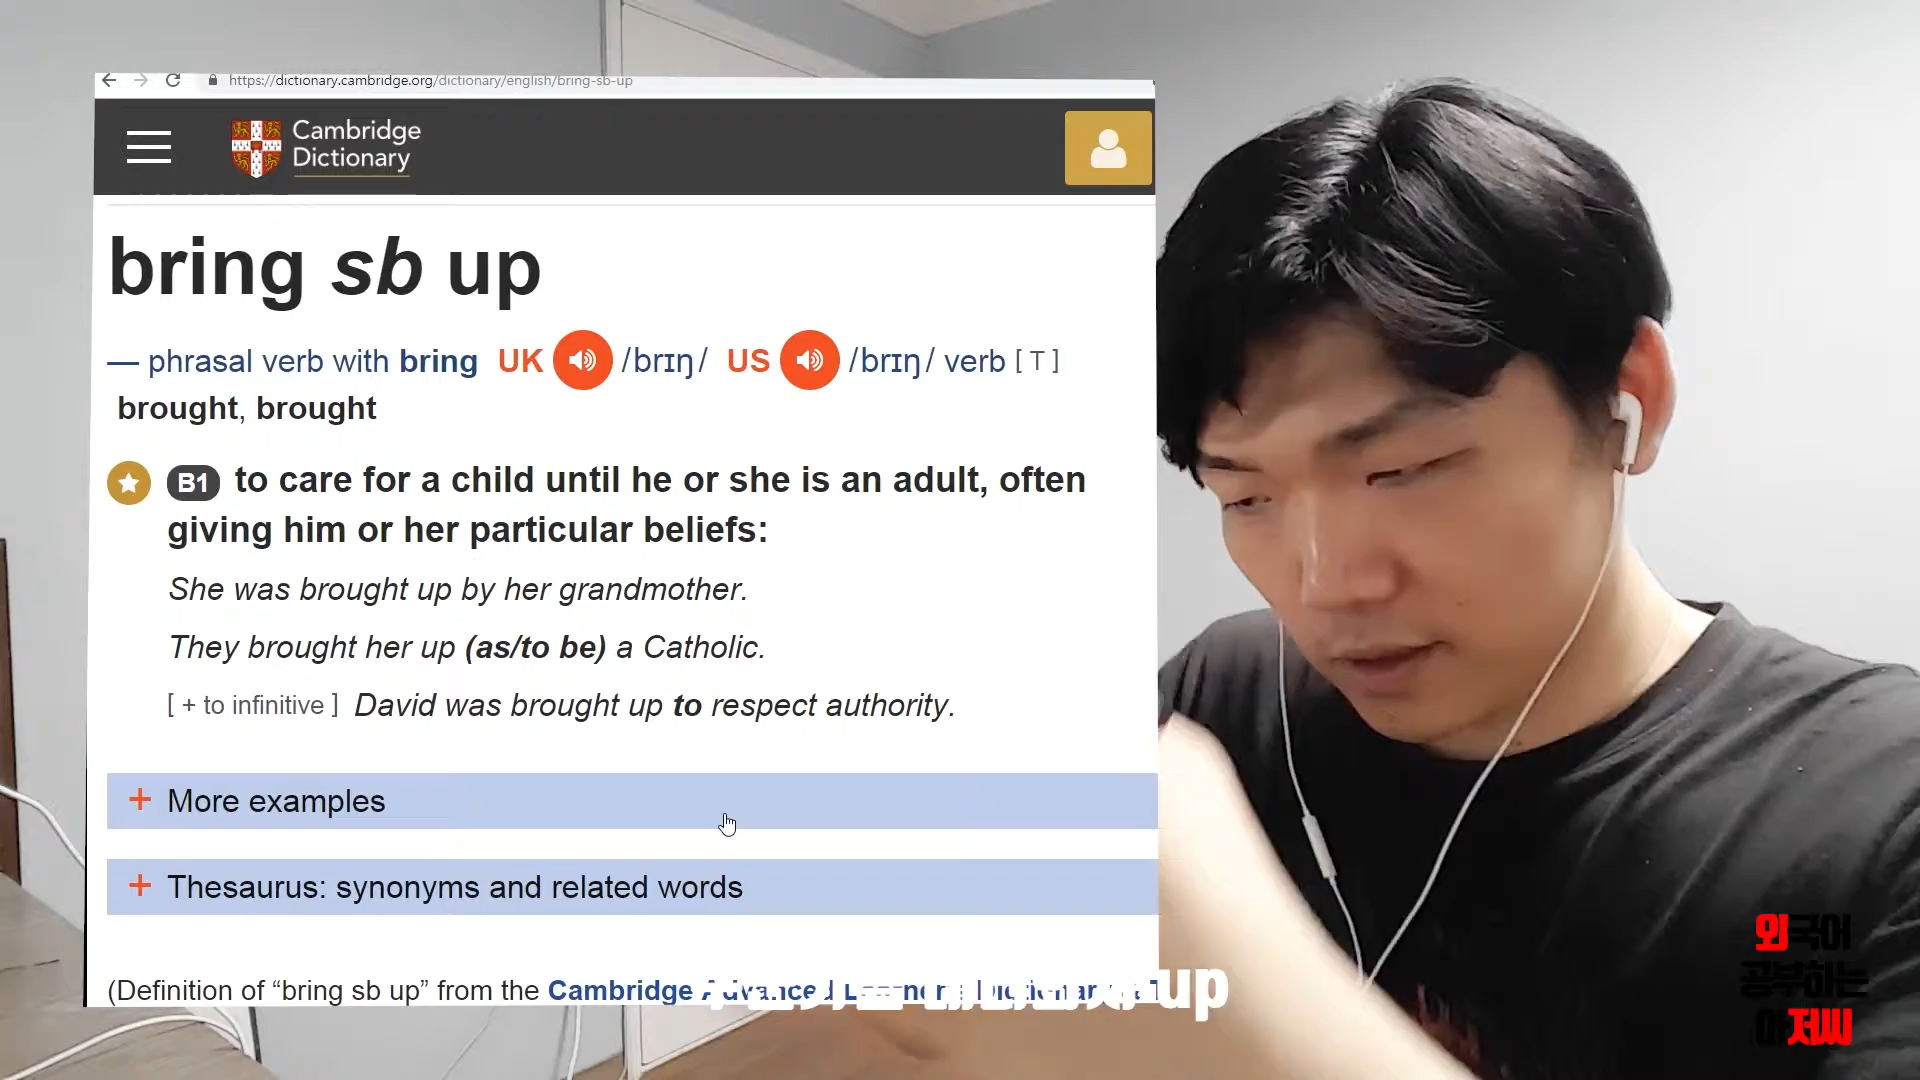 https://dictionary.cambridge.org/dictionary/english/bring-sb-up
Cambridge
Dictionary
bring sb up
— phrasal verb with bring UK /brɪŋ/ US /brɪŋ/ verb [ T ]
brought, brought
B1 to care for a child until he or she is an adult, often
giving him or her particular beliefs:
She was brought up by her grandmother.
They brought her up (as/to be) a Catholic.
[ + to infinitive ] David was brought up to respect authority.
+ More examples
+ Thesaurus: synonyms and related words
(Definition of “bring sb up” from the Cambridge Advanced
up
외국어
공부하는
아저씨